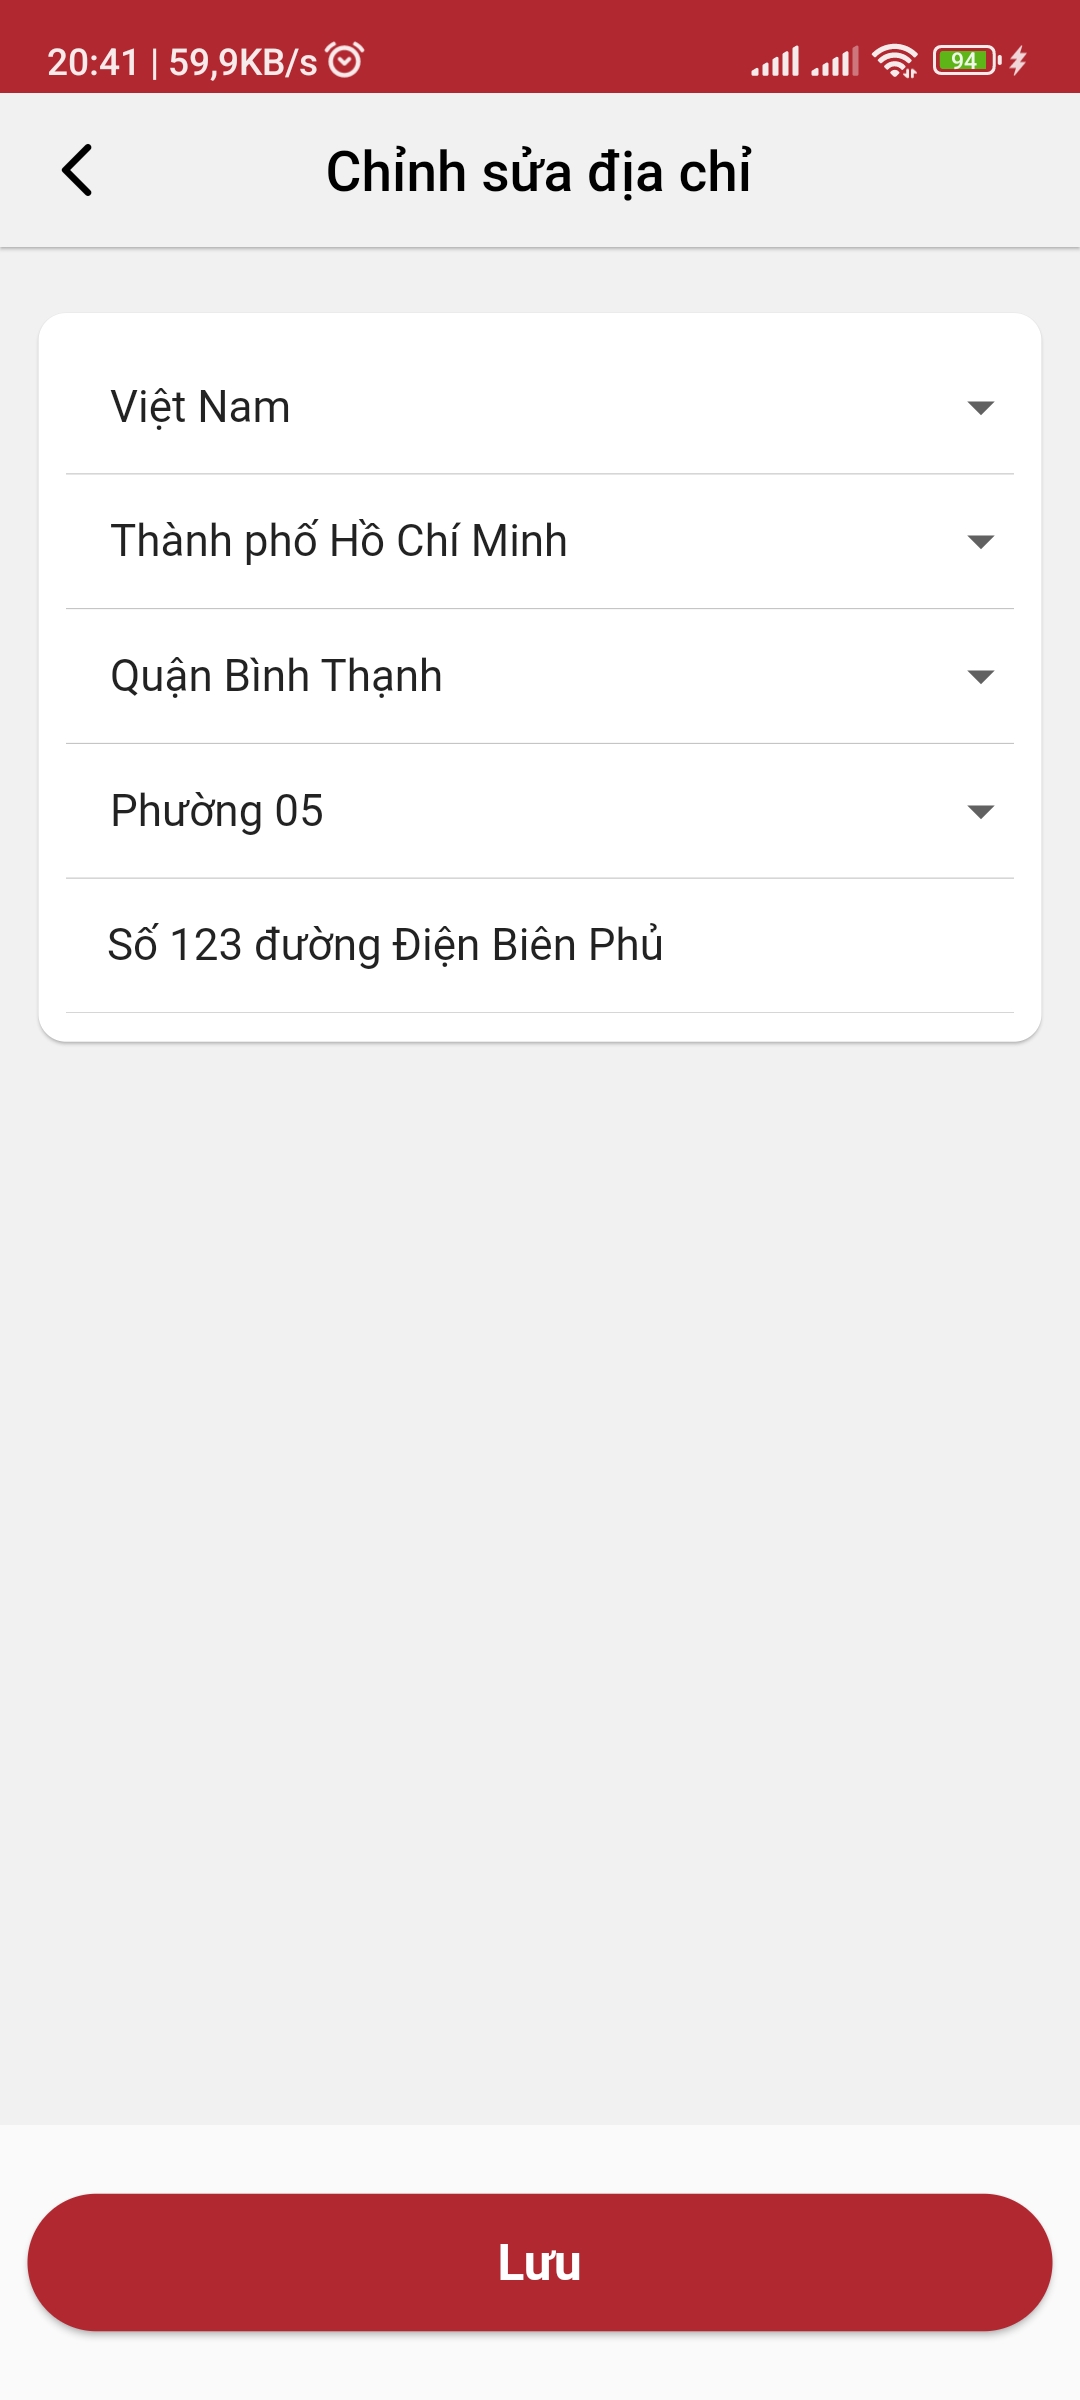 20:41 | 59,9KB/s 94
Chỉnh sửa địa chỉ
Việt Nam
Thành phố Hồ Chí Minh
Quận Bình Thạnh
Phường 05
Số 123 đường Điện Biên Phủ
Lưu